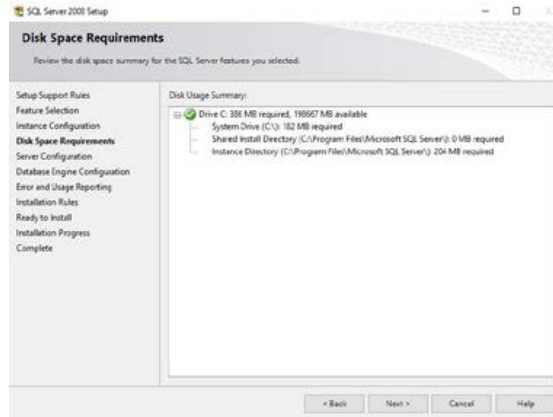 SQL Server 2008 Setup
Disk Space Requirements
Review the disk space summary for the SQL Server features you selected.
Setup Support Rules
Feature Selection
Instance Configuration
Disk Space Requirements
Server Configuration
Database Engine Configuration
Error and Usage Reporting
Installation Rules
Ready to Install
Installation Progress
Complete
Disk Usage Summary:
Drive C: 386 MB required, 198667 MB available
System Drive (C:\): 182 MB required
Shared Install Directory (C:\Program Files\Microsoft SQL Server\): 0 MB required
Instance Directory (C:\Program Files\Microsoft SQL Server\): 204 MB required
< Back
Next >
Cancel
Help